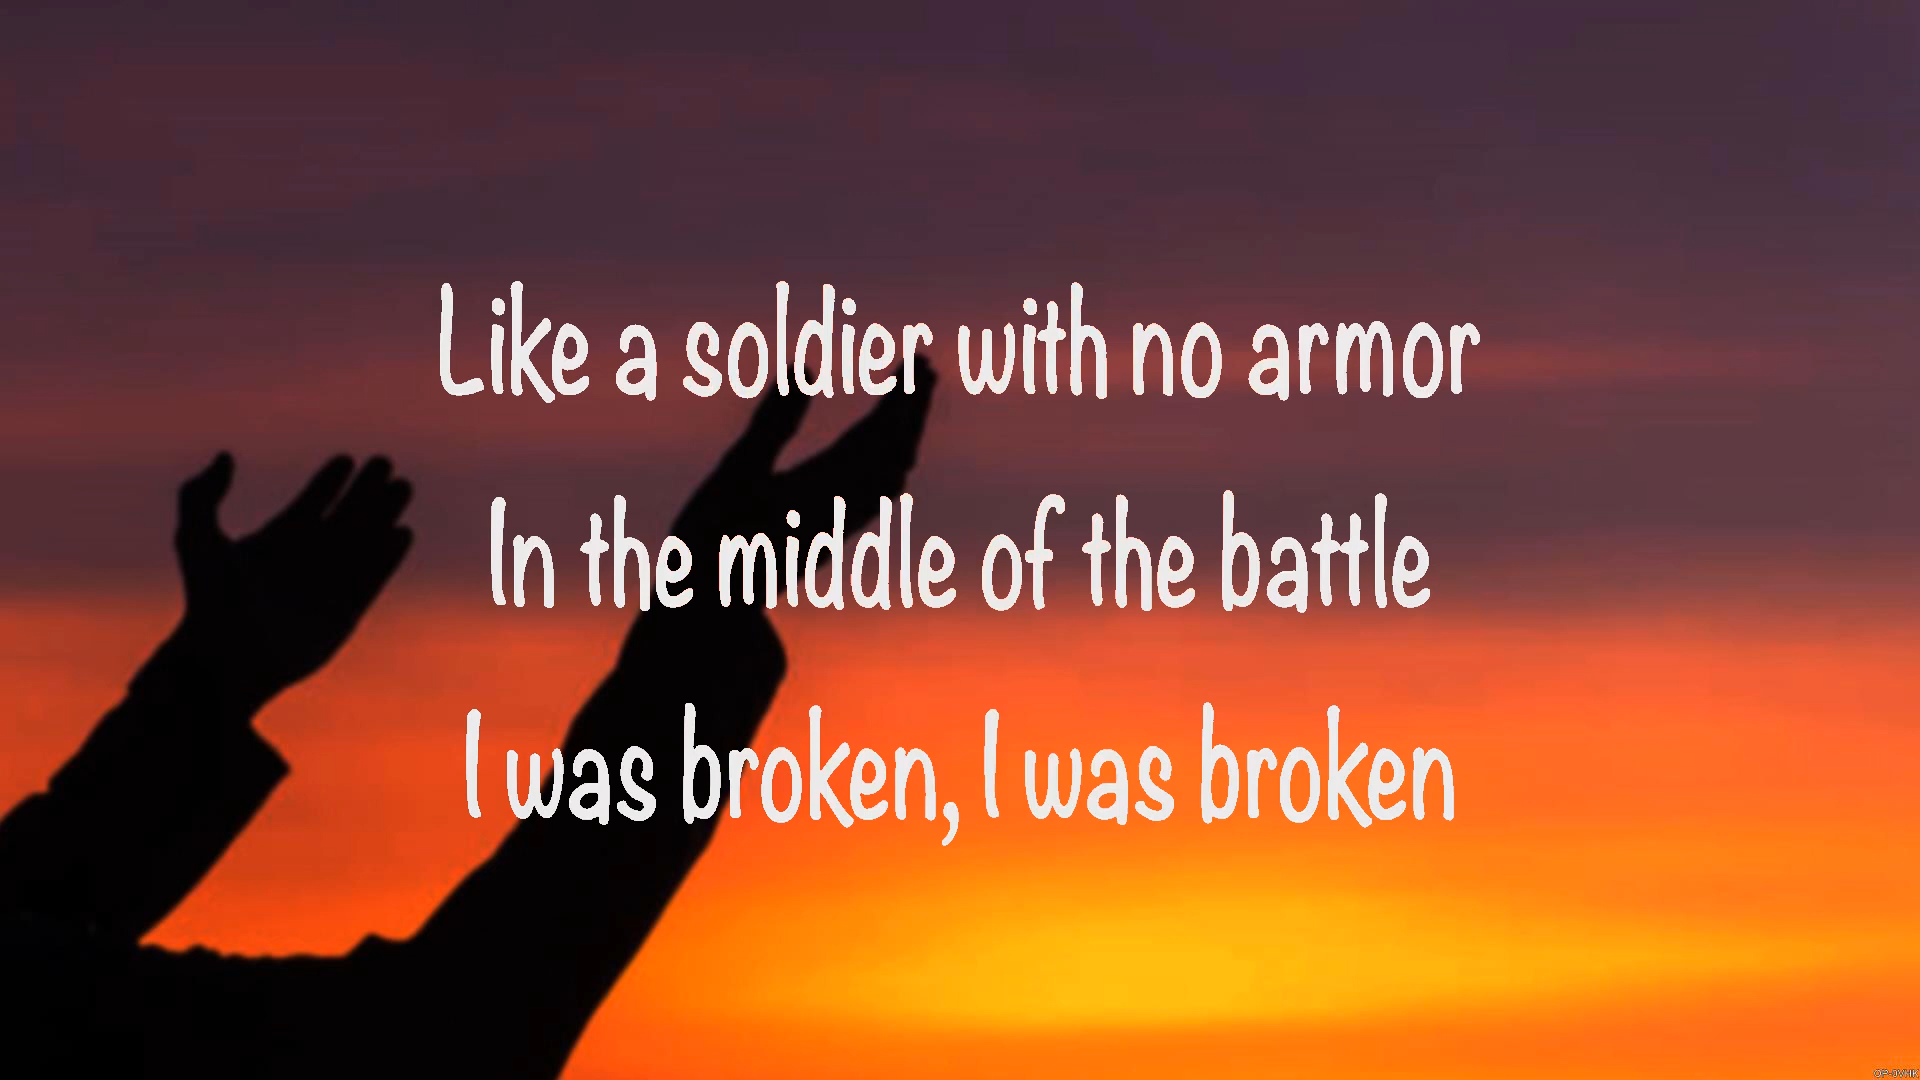 Like a soldier with no armor
In the middle of the battle
I was broken, I was broken